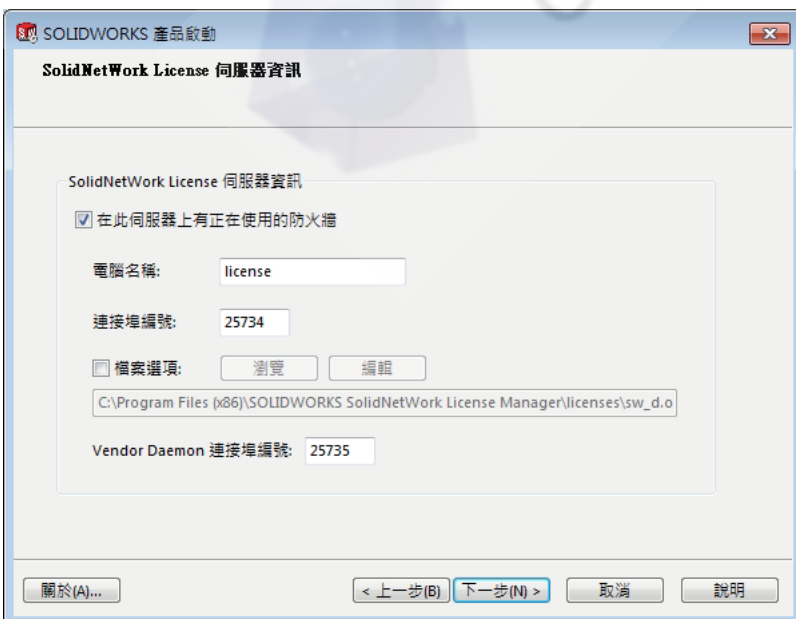 SOLIDWORKS 產品啟動
SolidNetWork License 伺服器資訊
SolidNetWork License 伺服器資訊
在此伺服器上有正在使用的防火牆
電腦名稱: license
連接埠編號: 25734
檔案選項: 瀏覽 編輯
C:\Program Files (x86)\SOLIDWORKS SolidNetWork License Manager\licenses\sw_d.o
Vendor Daemon 連接埠編號: 25735
關於(A)... < 上一步(B) 下一步(N) > 取消 說明